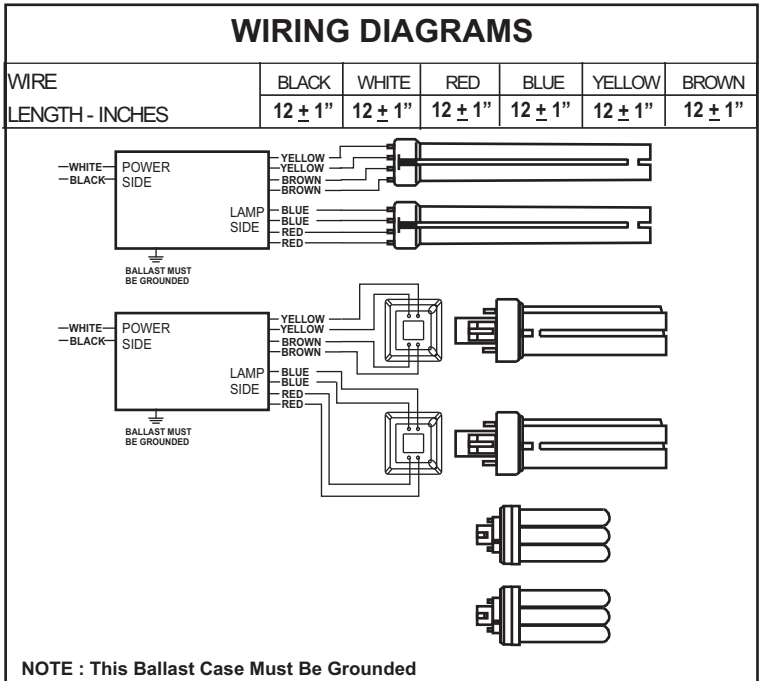 WIRING DIAGRAMS
WIRE BLACK WHITE RED BLUE YELLOW BROWN
LENGTH - INCHES 12 ± 1” 12 ± 1” 12 ± 1” 12 ± 1” 12 ± 1” 12 ± 1”
WHITE
BLACK
POWER
SIDE
YELLOW
YELLOW
BROWN
BROWN
LAMP
SIDE
BLUE
BLUE
RED
RED
BALLAST MUST
BE GROUNDED
WHITE
BLACK
POWER
SIDE
YELLOW
YELLOW
BROWN
BROWN
LAMP
SIDE
BLUE
BLUE
RED
RED
BALLAST MUST
BE GROUNDED
NOTE : This Ballast Case Must Be Grounded